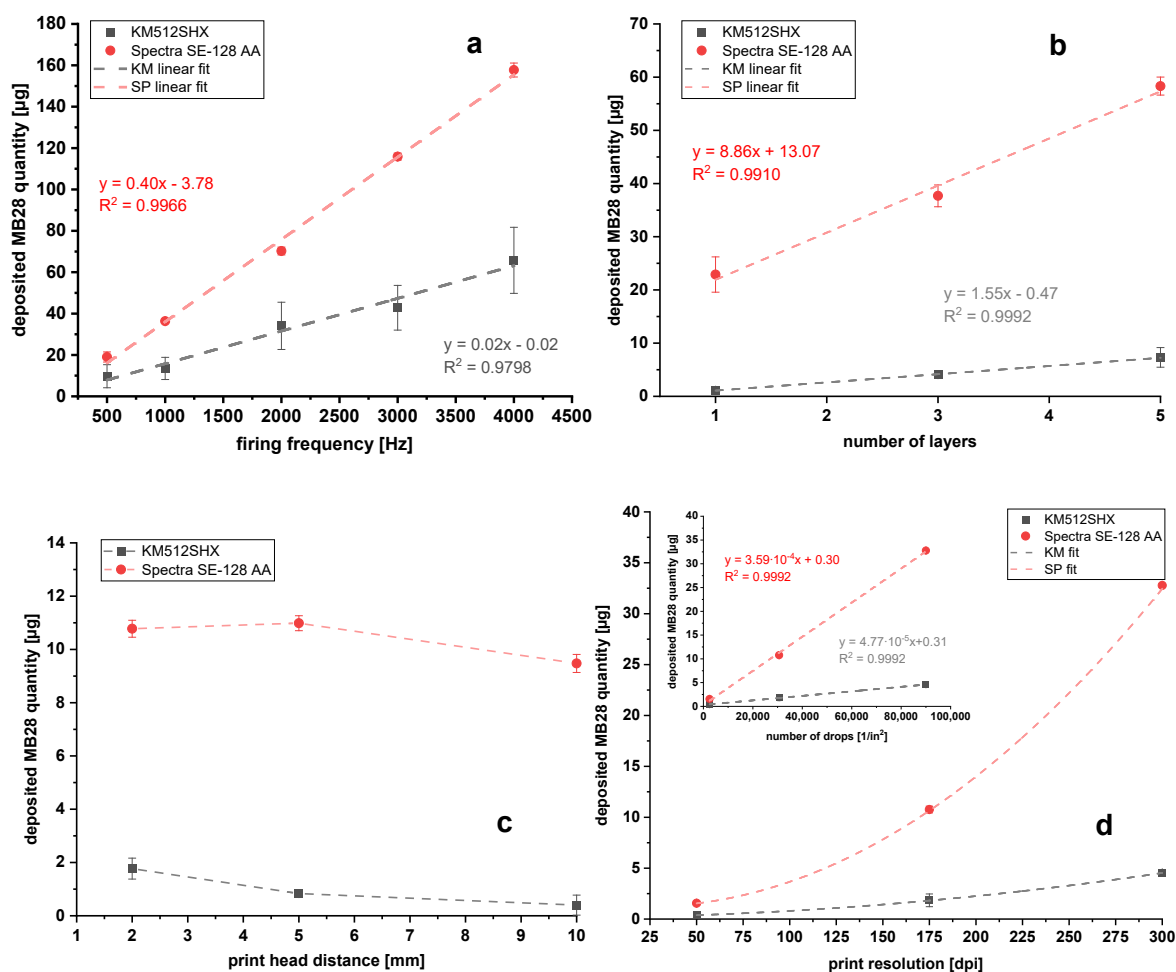 KM512SHX
Spectra SE-128 AA
KM linear fit
SP linear fit
a
y = 0.40x - 3.78
R² = 0.9966
y = 0.02x - 0.02
R² = 0.9798
180
160
140
120
100
80
60
40
20
0
deposited MB28 quantity [µg]
500 1000 1500 2000 2500 3000 3500 4000 4500
firing frequency [Hz]
KM512SHX
Spectra SE-128 AA
KM linear fit
SP linear fit
b
y = 8.86x + 13.07
R² = 0.9910
y = 1.55x - 0.47
R² = 0.9992
70
60
50
40
30
20
10
0
deposited MB28 quantity [µg]
1 2 3 4 5
number of layers
KM512SHX
Spectra SE-128 AA
c
14
12
10
8
6
4
2
0
deposited MB28 quantity [µg]
1 2 3 4 5 6 7 8 9 10
print head distance [mm]
KM512SHX
Spectra SE-128 AA
KM fit
SP fit
d
40
35
30
25
20
15
10
5
0
deposited MB28 quantity [µg]
25 50 75 100 125 150 175 200 225 250 275 300
print resolution [dpi]
y = 3.59·10⁻⁴x + 0.30
R² = 0.9992
y = 4.77·10⁻⁵x+0.31
R² = 0.9992
40
35
30
25
20
15
10
5
0
deposited MB28 quantity [µg]
0 20,000 40,000 60,000 80,000 100,000
number of drops [1/in²]